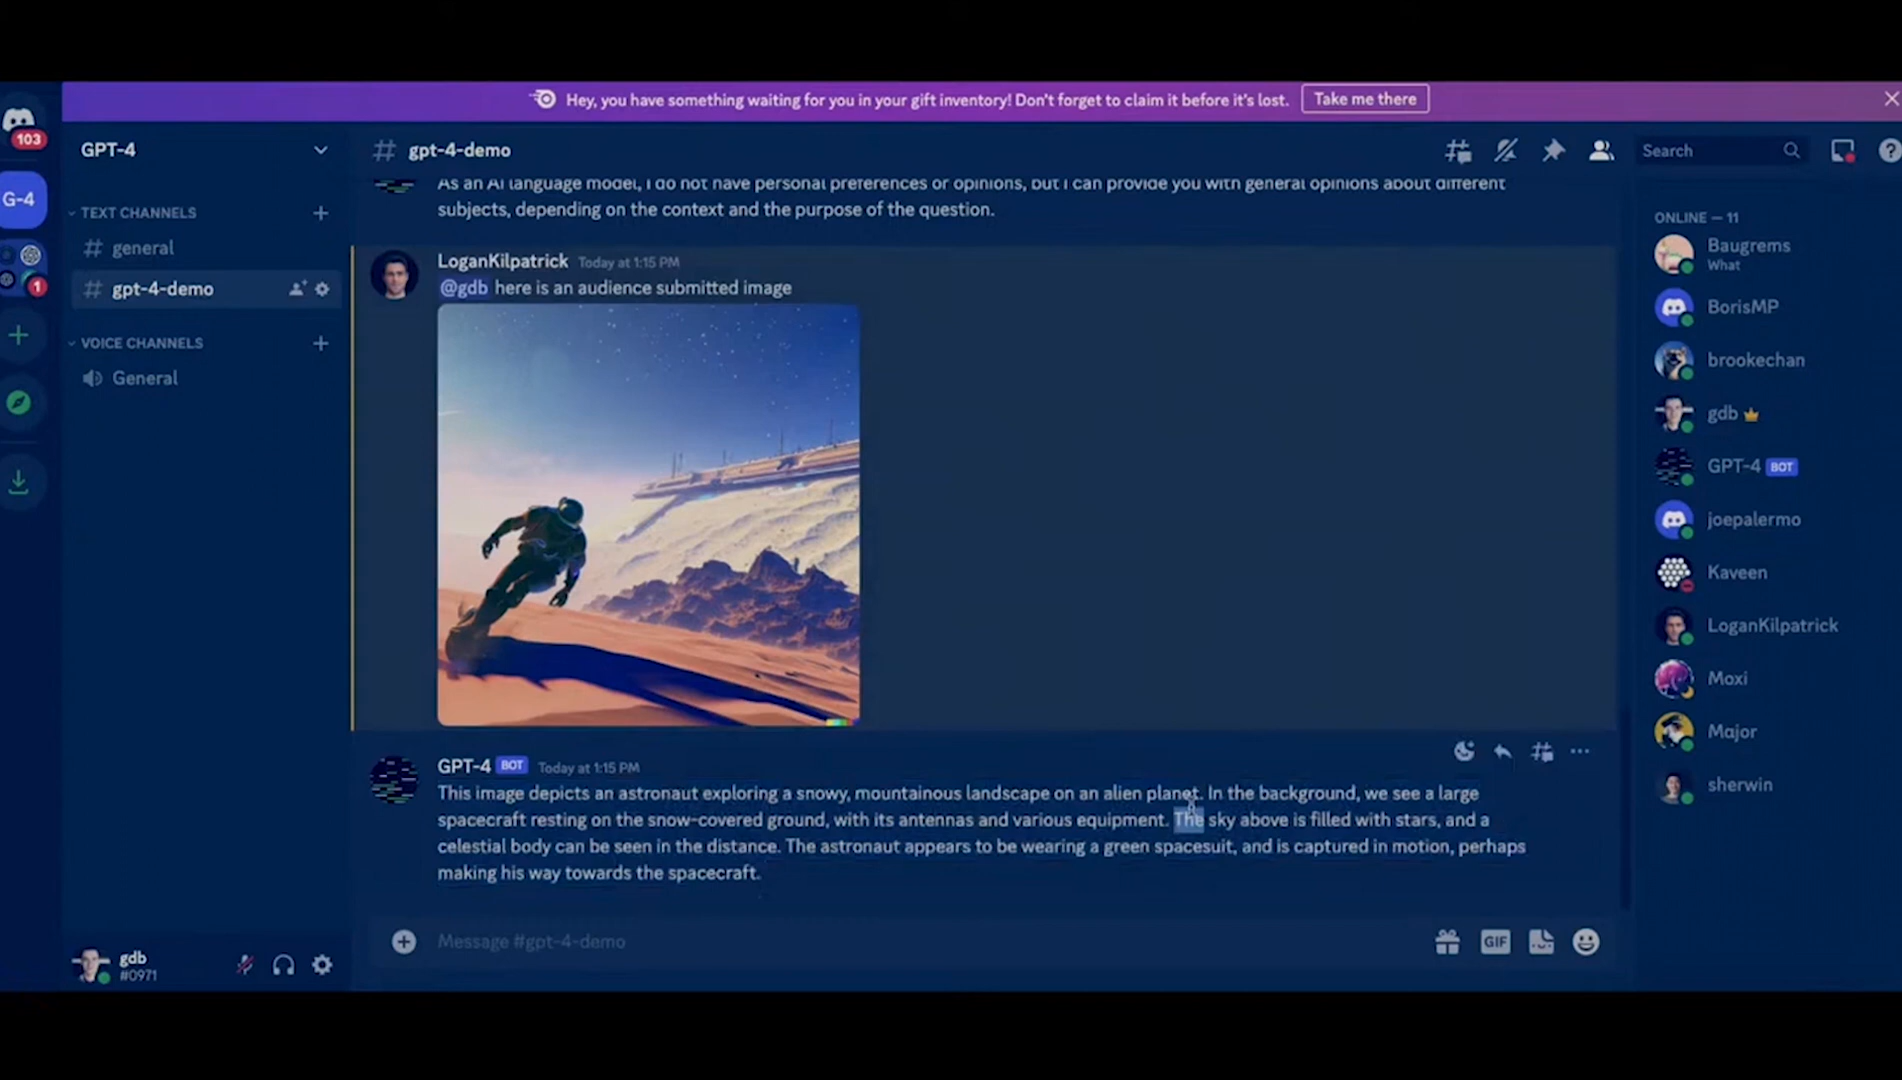 Hey, you have something waiting for you in your gift inventory! Don't forget to claim it before it's lost.
Take me there
103
GPT-4
gpt-4-demo
Search
G-4
TEXT CHANNELS
general
gpt-4-demo
1
VOICE CHANNELS
General
As an AI language model, I do not have personal preferences or opinions, but I can provide you with general opinions about different
subjects, depending on the context and the purpose of the question.
LoganKilpatrick Today at 1:15 PM
@gdb here is an audience submitted image
GPT-4 BOT Today at 1:15 PM
This image depicts an astronaut exploring a snowy, mountainous landscape on an alien planet. In the background, we see a large
spacecraft resting on the snow-covered ground, with its antennas and various equipment. The sky above is filled with stars, and a
celestial body can be seen in the distance. The astronaut appears to be wearing a green spacesuit, and is captured in motion, perhaps
making his way towards the spacecraft.
Message #gpt-4-demo
GIF
gdb
#0971
ONLINE — 11
Baugrems
What
BorisMP
brookechan
gdb
GPT-4 BOT
joepalermo
Kaveen
LoganKilpatrick
Moxi
Major
sherwin